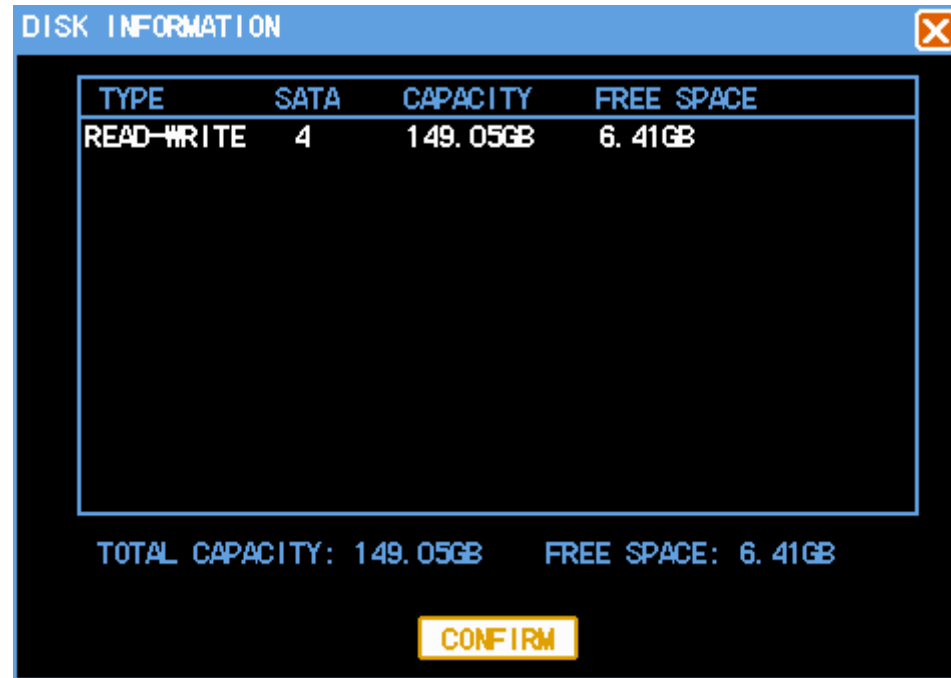 DISK INFORMATION
TYPE SATA CAPACITY FREE SPACE
READ-WRITE 4 149.05GB 6.41GB
TOTAL CAPACITY: 149.05GB FREE SPACE: 6.41GB
CONFIRM